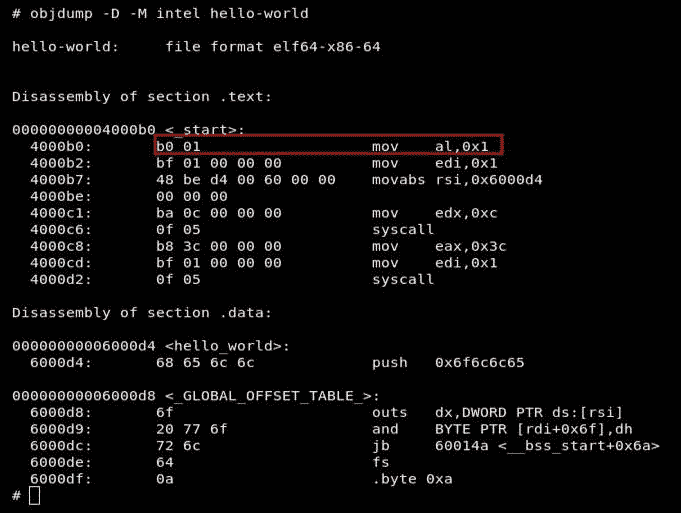 # objdump -D -M intel hello-world
hello-world:     file format elf64-x86-64
Disassembly of section .text:
00000000004000b0 <_start>:
  4000b0:       b0 01                   mov    al,0x1
  4000b2:       bf 01 00 00 00          mov    edi,0x1
  4000b7:       48 be d4 00 60 00 00    movabs rsi,0x6000d4
  4000be:       00 00 00
  4000c1:       ba 0c 00 00 00          mov    edx,0xc
  4000c6:       0f 05                   syscall
  4000c8:       b8 3c 00 00 00          mov    eax,0x3c
  4000cd:       bf 01 00 00 00          mov    edi,0x1
  4000d2:       0f 05                   syscall
Disassembly of section .data:
00000000006000d4 <hello_world>:
  6000d4:       68 65 6c 6c             push   0x6f6c6c65
00000000006000d8 <_GLOBAL_OFFSET_TABLE_>:
  6000d8:       6f                      outs   dx,DWORD PTR ds:[rsi]
  6000d9:       20 77 6f                and    BYTE PTR [rdi+0x6f],dh
  6000dc:       72 6c                   jb     60014a <__bss_start+0x6a>
  6000de:       64                      fs
  6000df:       0a                      .byte 0xa
#